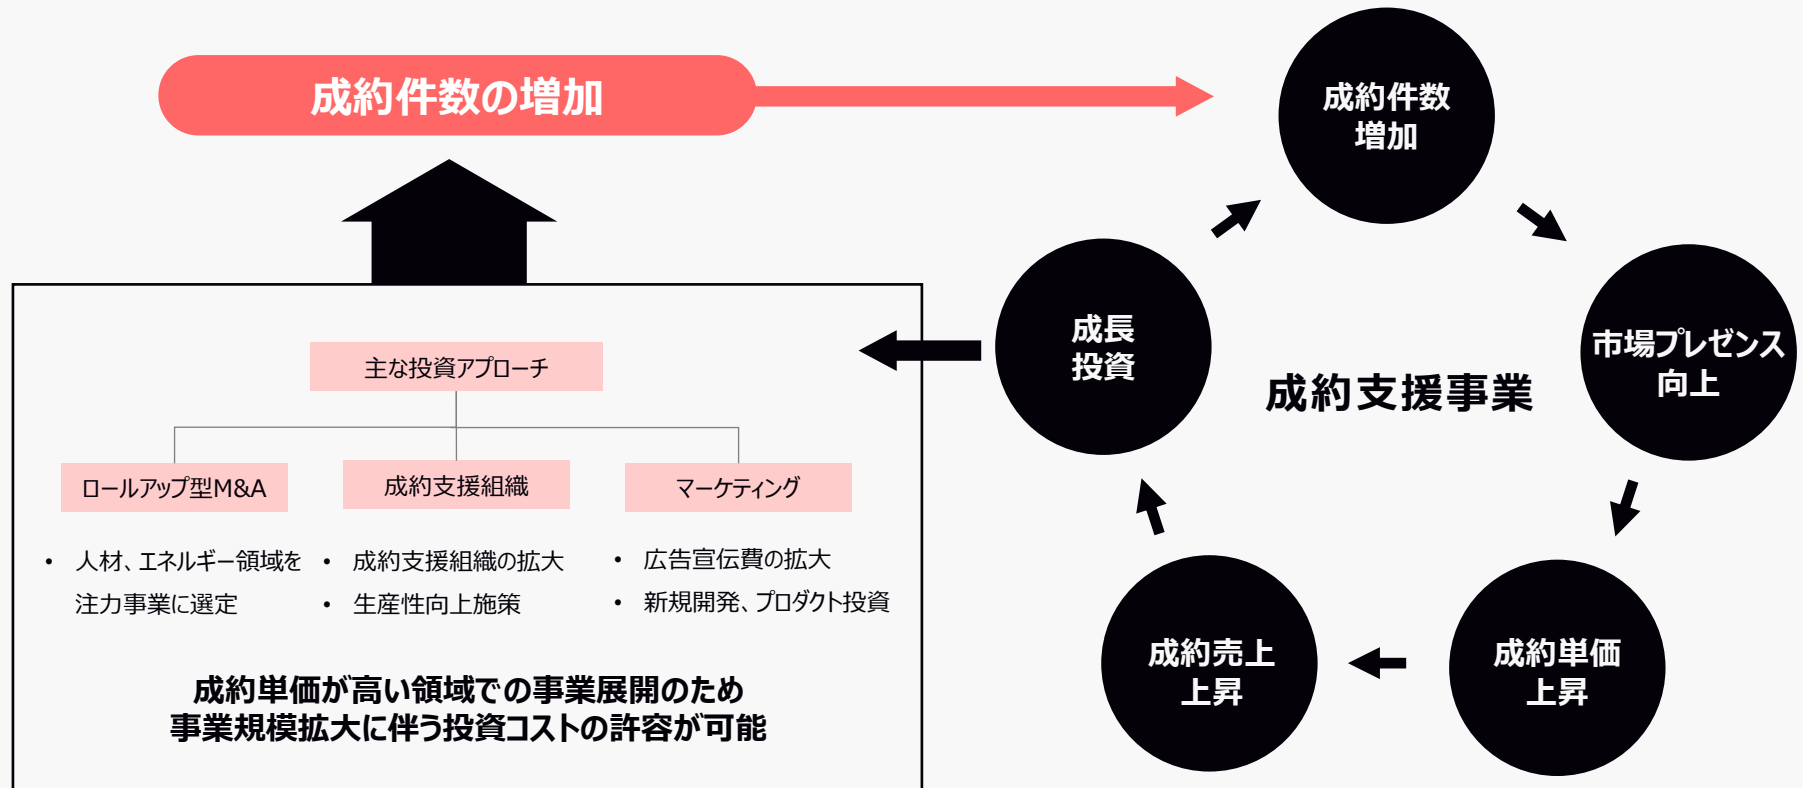 成約件数の増加
成約件数
増加
市場プレゼンス
向上
成約単価
上昇
成約売上
上昇
成長
投資
成約支援事業
主な投資アプローチ
ロールアップ型M&A
• 人材、エネルギー領域を
注力事業に選定
成約支援組織
• 成約支援組織の拡大
• 生産性向上施策
マーケティング
• 広告宣伝費の拡大
• 新規開発、プロダクト投資
成約単価が高い領域での事業展開のため
事業規模拡大に伴う投資コストの許容が可能